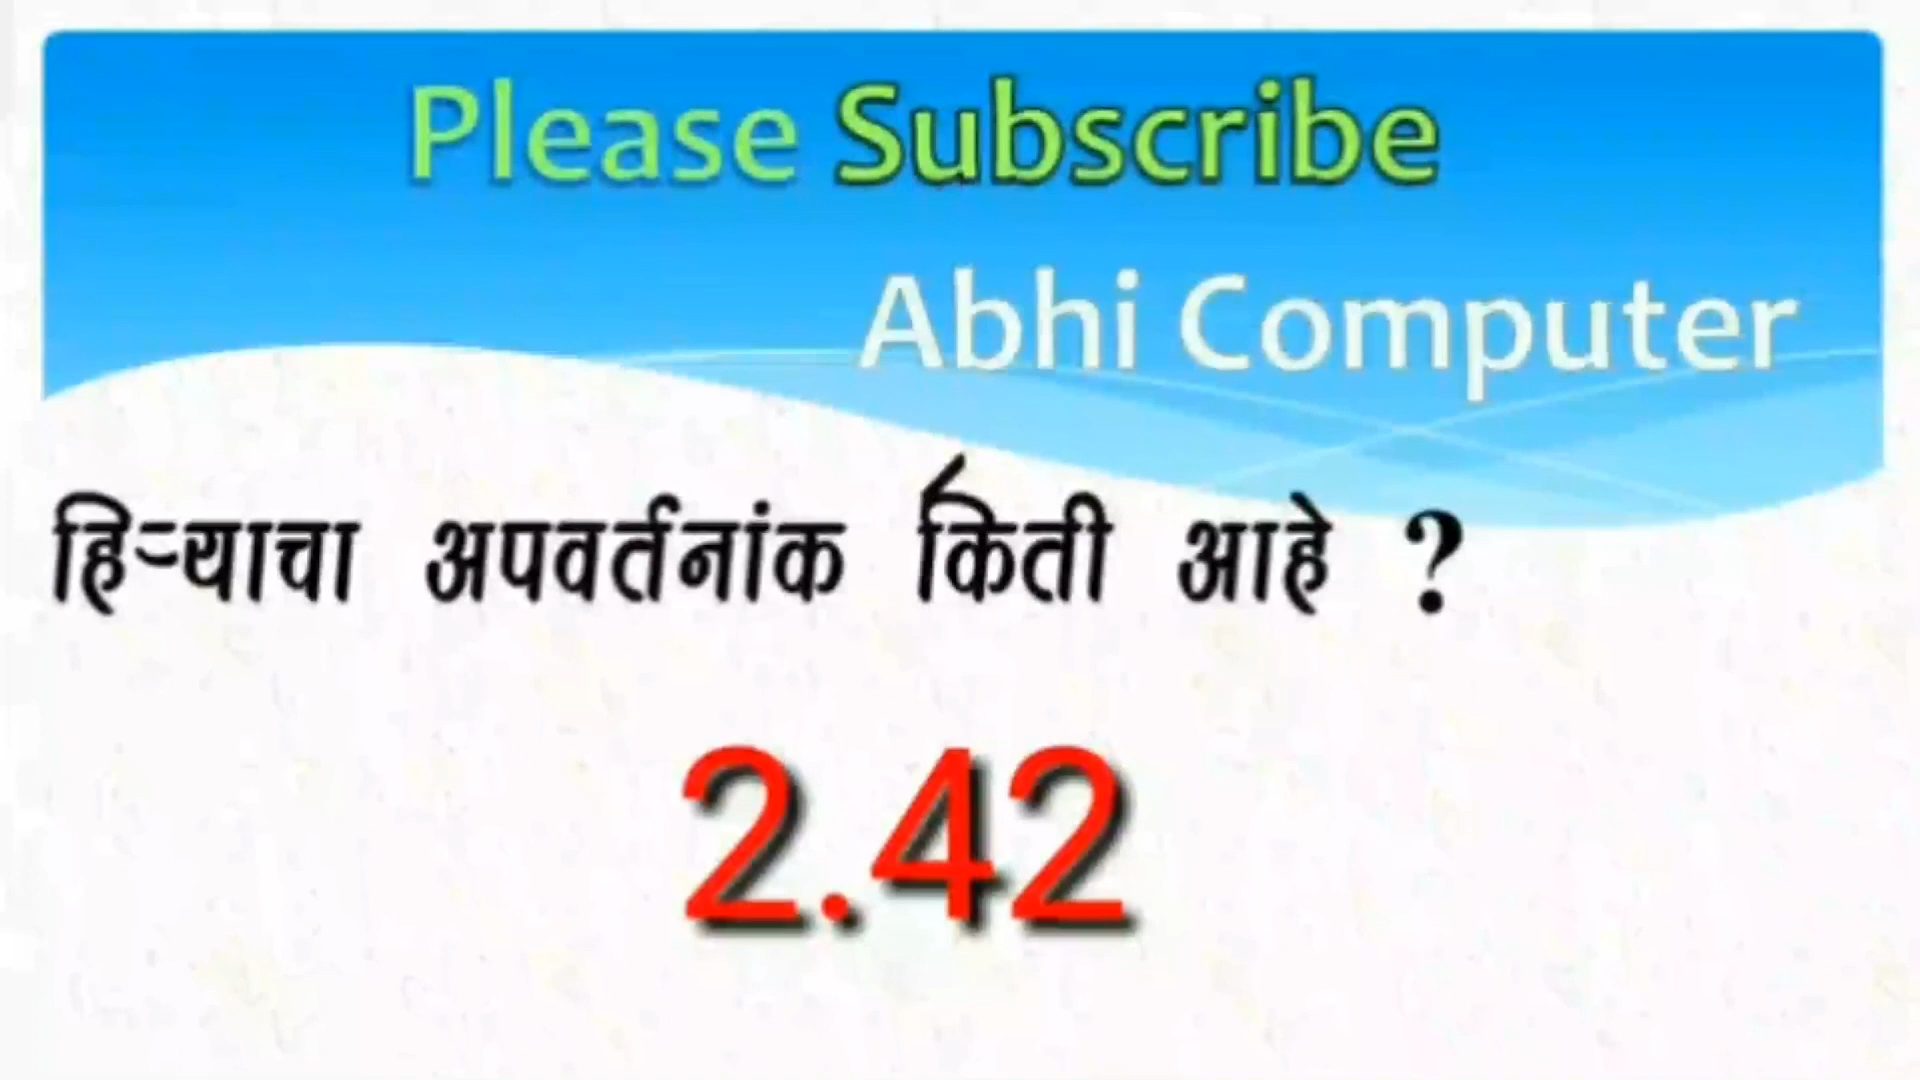 Please Subscribe
Abhi Computer
हिऱ्याचा अपवर्तनांक किती आहे ?
2.42